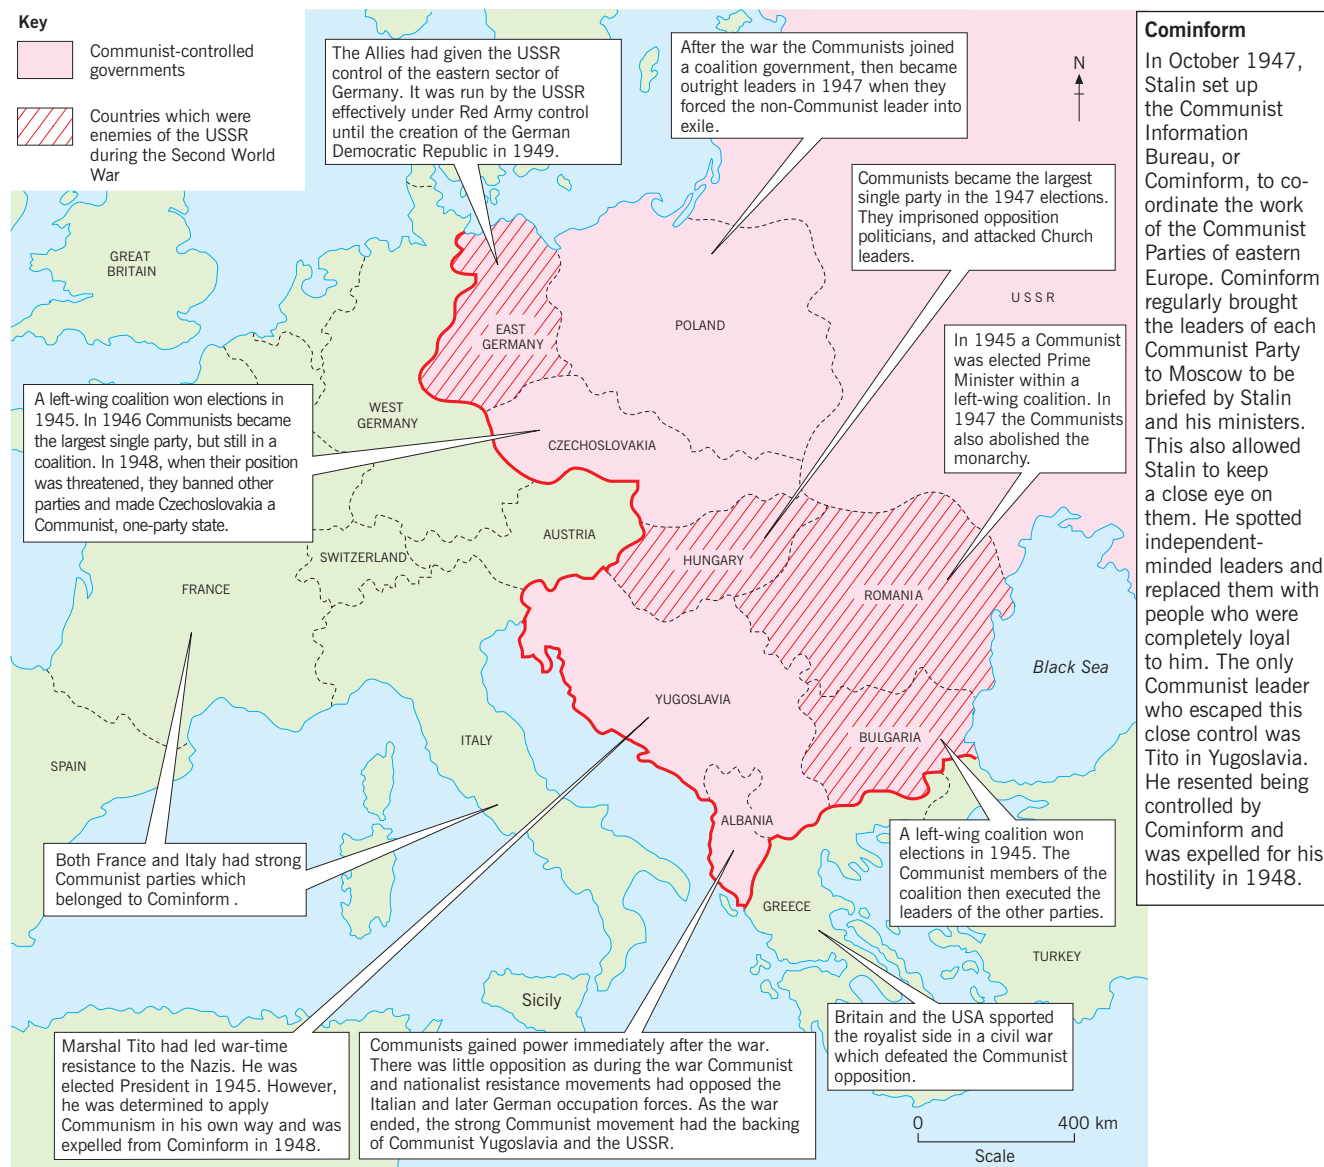 Key
Communist-controlled
governments
Countries which were
enemies of the USSR
during the Second World
War
The Allies had given the USSR
control of the eastern sector of
Germany. It was run by the USSR
effectively under Red Army control
until the creation of the German
Democratic Republic in 1949.
After the war the Communists joined
a coalition government, then became
outright leaders in 1947 when they
forced the non-Communist leader into
exile.
N
Communists became the largest
single party in the 1947 elections.
They imprisoned opposition
politicians, and attacked Church
leaders.
In 1945 a Communist
was elected Prime
Minister within a
left-wing coalition. In
1947 the Communists
also abolished the
monarchy.
A left-wing coalition won elections in
1945. In 1946 Communists became
the largest single party, but still in a
coalition. In 1948, when their position
was threatened, they banned other
parties and made Czechoslovakia a
Communist, one-party state.
GREAT
BRITAIN
USSR
POLAND
EAST
GERMANY
WEST
GERMANY
CZECHOSLOVAKIA
AUSTRIA
SWITZERLAND
HUNGARY
FRANCE
ROMANIA
Black Sea
YUGOSLAVIA
ITALY
BULGARIA
SPAIN
ALBANIA
GREECE
TURKEY
Sicily
Both France and Italy had strong
Communist parties which
belonged to Cominform .
A left-wing coalition won
elections in 1945. The
Communist members of the
coalition then executed the
leaders of the other parties.
Britain and the USA spported
the royalist side in a civil war
which defeated the Communist
opposition.
Marshal Tito had led war-time
resistance to the Nazis. He was
elected President in 1945. However,
he was determined to apply
Communism in his own way and was
expelled from Cominform in 1948.
Communists gained power immediately after the war.
There was little opposition as during the war Communist
and nationalist resistance movements had opposed the
Italian and later German occupation forces. As the war
ended, the strong Communist movement had the backing
of Communist Yugoslavia and the USSR.
0 400 km
Scale
Cominform
In October 1947,
Stalin set up
the Communist
Information
Bureau, or
Cominform, to co-
ordinate the work
of the Communist
Parties of eastern
Europe. Cominform
regularly brought
the leaders of each
Communist Party
to Moscow to be
briefed by Stalin
and his ministers.
This also allowed
Stalin to keep
a close eye on
them. He spotted
independent-
minded leaders and
replaced them with
people who were
completely loyal
to him. The only
Communist leader
who escaped this
close control was
Tito in Yugoslavia.
He resented being
controlled by
Cominform and
was expelled for his
hostility in 1948.